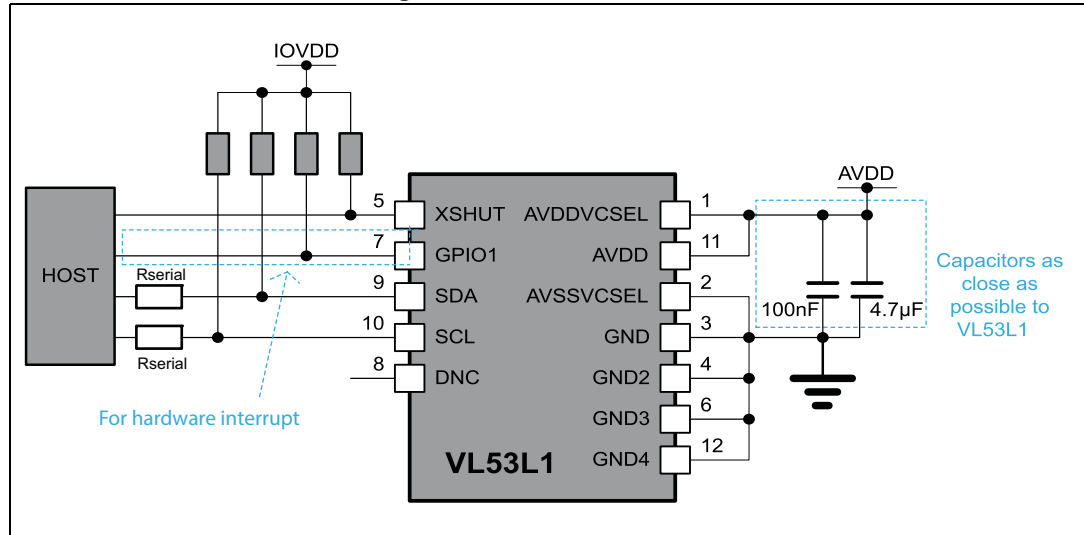 IOVDD
HOST
Rserial
Rserial
For hardware interrupt
5
7
9
10
8
XSHUT
GPIO1
SDA
SCL
DNC
VL53L1
AVDDVCSEL
AVDD
AVSSVCSEL
GND
GND2
GND3
GND4
1
11
2
3
4
6
12
AVDD
100nF
4.7µF
Capacitors as
close as
possible to
VL53L1